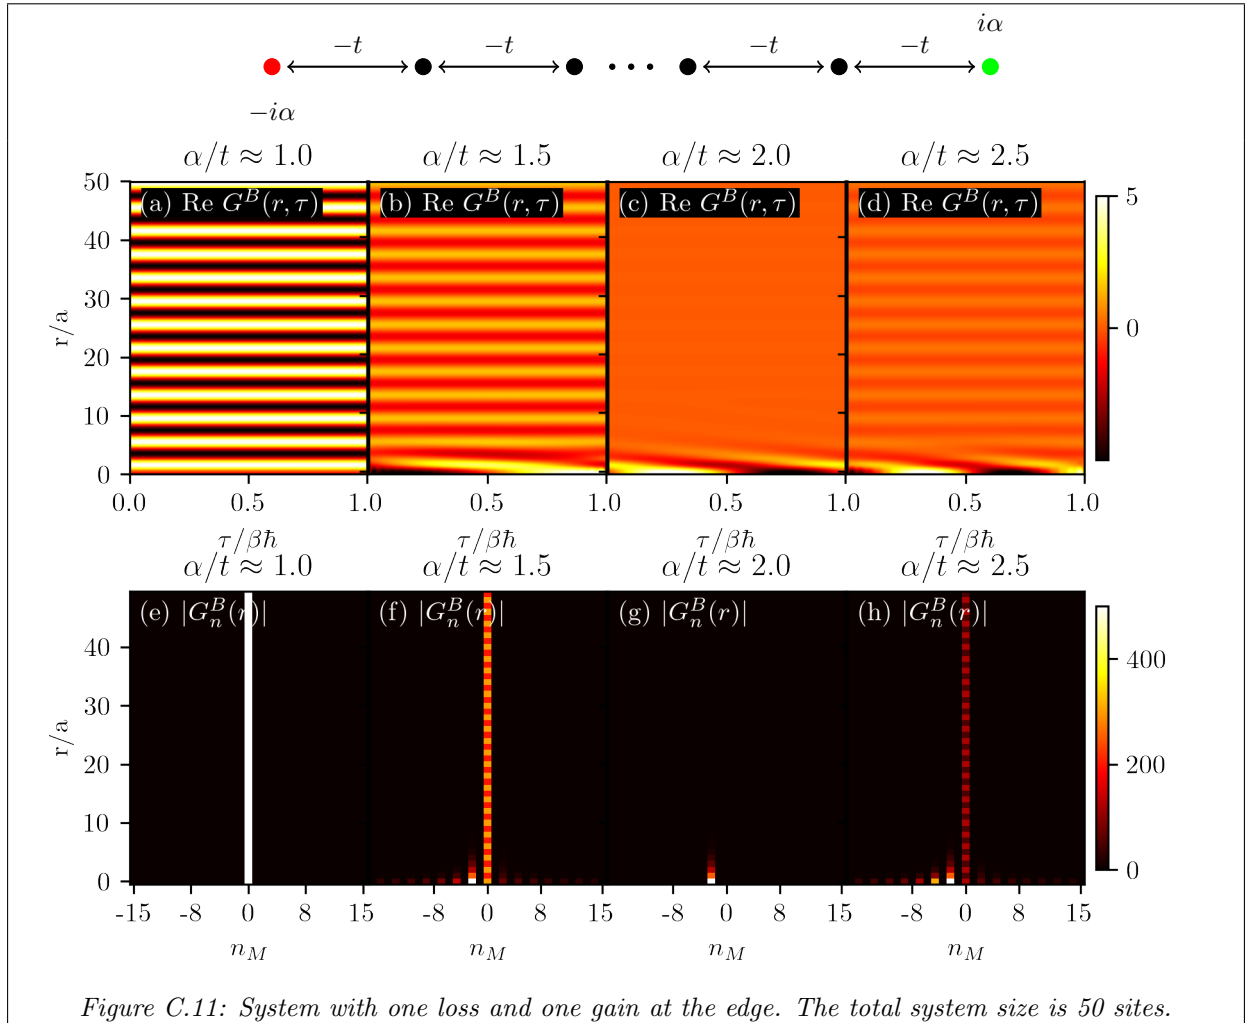 iα
−t −t −t −t
−iα
α/t ≈ 1.0 α/t ≈ 1.5 α/t ≈ 2.0 α/t ≈ 2.5
(a) Re G^B(r, τ) (b) Re G^B(r, τ) (c) Re G^B(r, τ) (d) Re G^B(r, τ)
50
40
30
20
10
0
r/a
5
0
0.0 0.5 1.0 0.5 1.0 0.5 1.0 0.5 1.0
τ/βħ τ/βħ τ/βħ τ/βħ
α/t ≈ 1.0 α/t ≈ 1.5 α/t ≈ 2.0 α/t ≈ 2.5
(e) |G_n^B(r)| (f) |G_n^B(r)| (g) |G_n^B(r)| (h) |G_n^B(r)|
40
30
20
10
0
r/a
400
200
0
-15 -8 0 8 15 -8 0 8 15 -8 0 8 15 -8 0 8 15
n_M n_M n_M n_M
Figure C.11: System with one loss and one gain at the edge. The total system size is 50 sites.